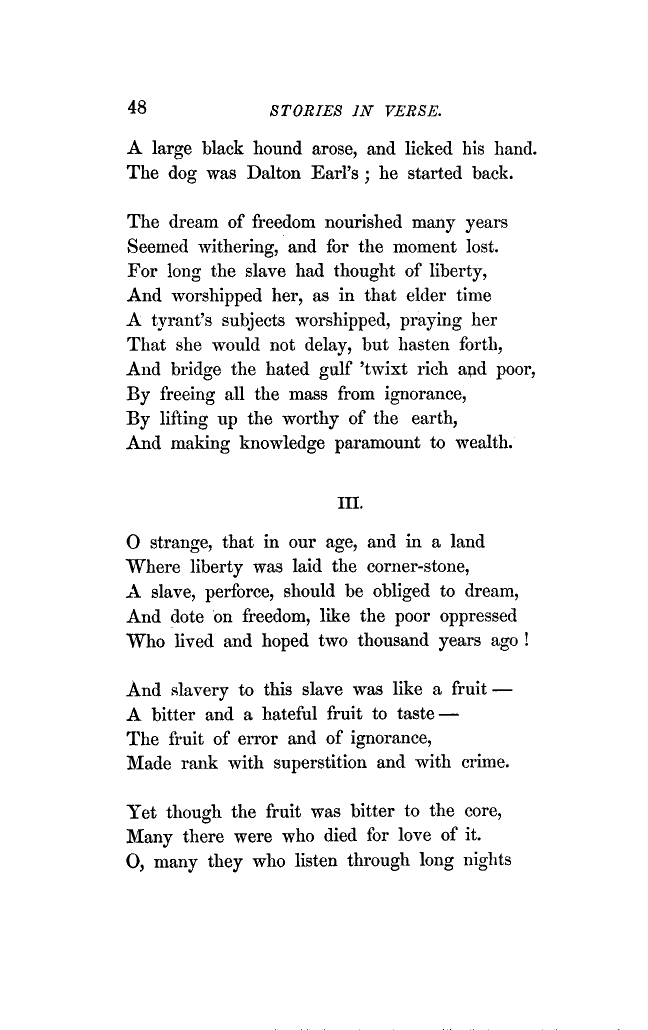 48 STORIES IN VERSE.
A large black hound arose, and licked his hand.
The dog was Dalton Earl's ; he started back.
The dream of freedom nourished many years
Seemed withering, and for the moment lost.
For long the slave had thought of liberty,
And worshipped her, as in that elder time
A tyrant's subjects worshipped, praying her
That she would not delay, but hasten forth,
And bridge the hated gulf 'twixt rich and poor,
By freeing all the mass from ignorance,
By lifting up the worthy of the earth,
And making knowledge paramount to wealth.
III.
O strange, that in our age, and in a land
Where liberty was laid the corner-stone,
A slave, perforce, should be obliged to dream,
And dote on freedom, like the poor oppressed
Who lived and hoped two thousand years ago !
And slavery to this slave was like a fruit —
A bitter and a hateful fruit to taste —
The fruit of error and of ignorance,
Made rank with superstition and with crime.
Yet though the fruit was bitter to the core,
Many there were who died for love of it.
O, many they who listen through long nights